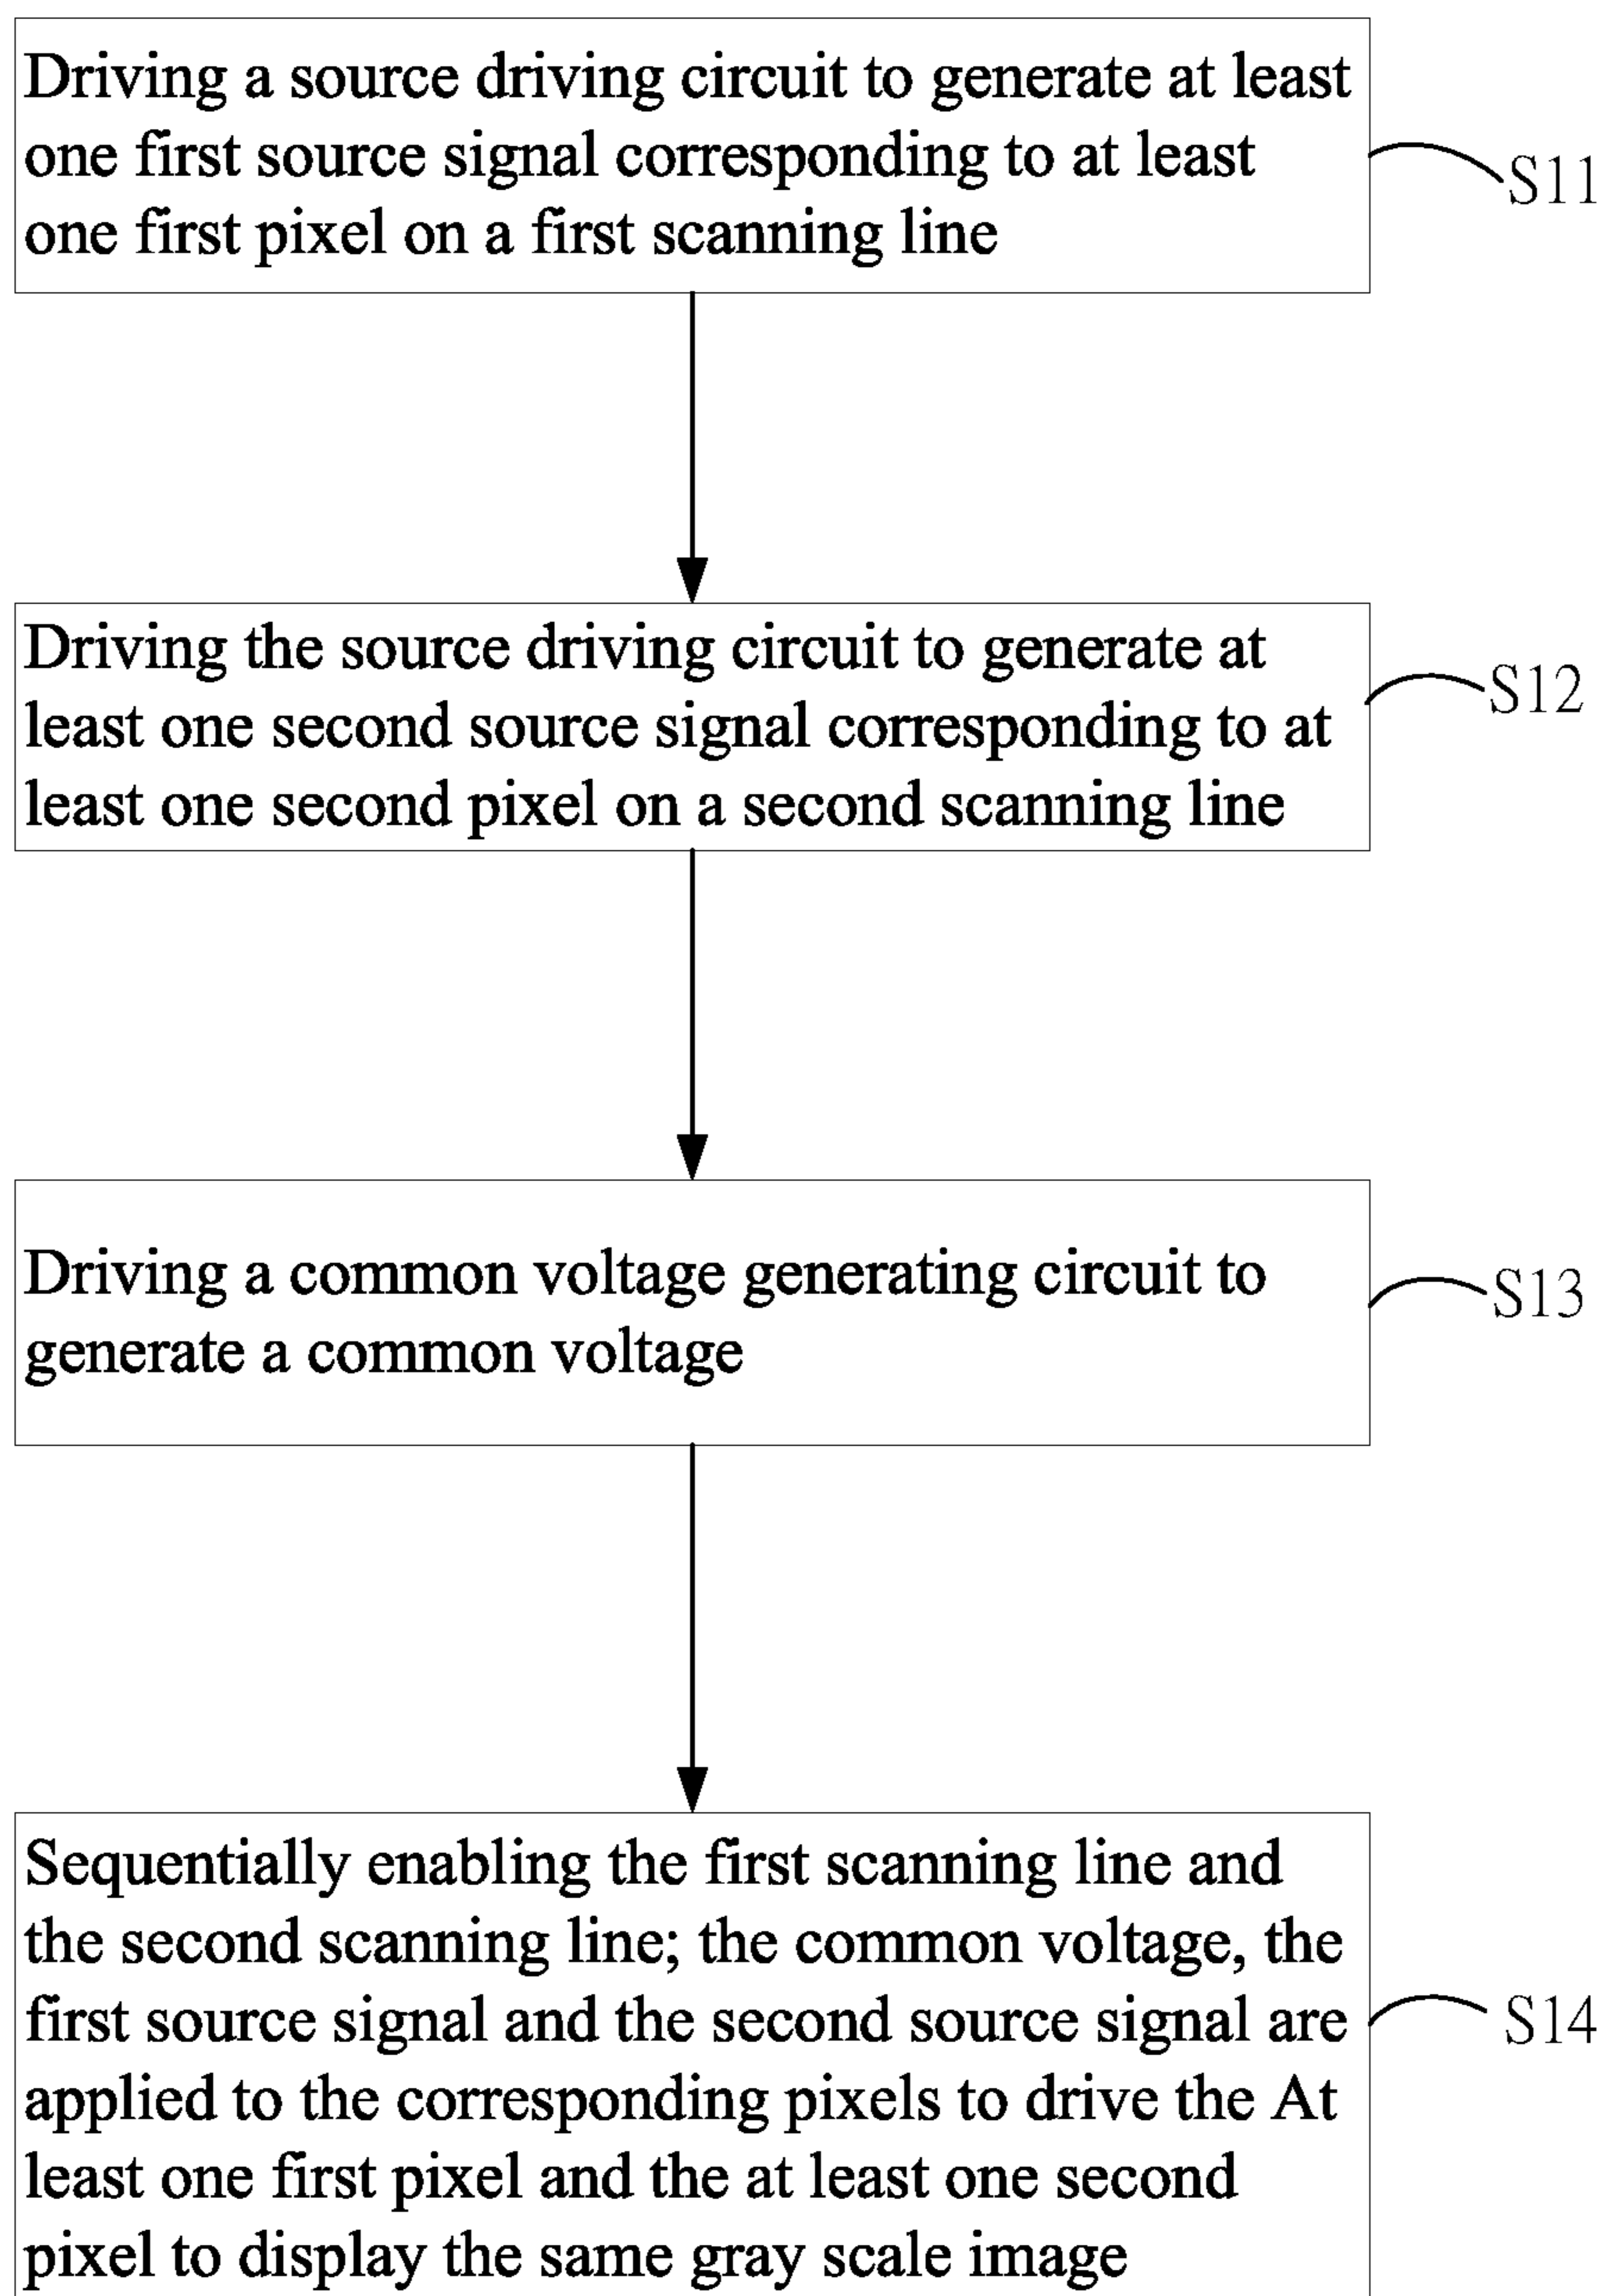 Driving a source driving circuit to generate at least
one first source signal corresponding to at least
one first pixel on a first scanning line
S11
Driving the source driving circuit to generate at
least one second source signal corresponding to at
least one second pixel on a second scanning line
S12
Driving a common voltage generating circuit to
generate a common voltage
S13
Sequentially enabling the first scanning line and
the second scanning line; the common voltage, the
first source signal and the second source signal are
applied to the corresponding pixels to drive the At
least one first pixel and the at least one second
pixel to display the same gray scale image
S14